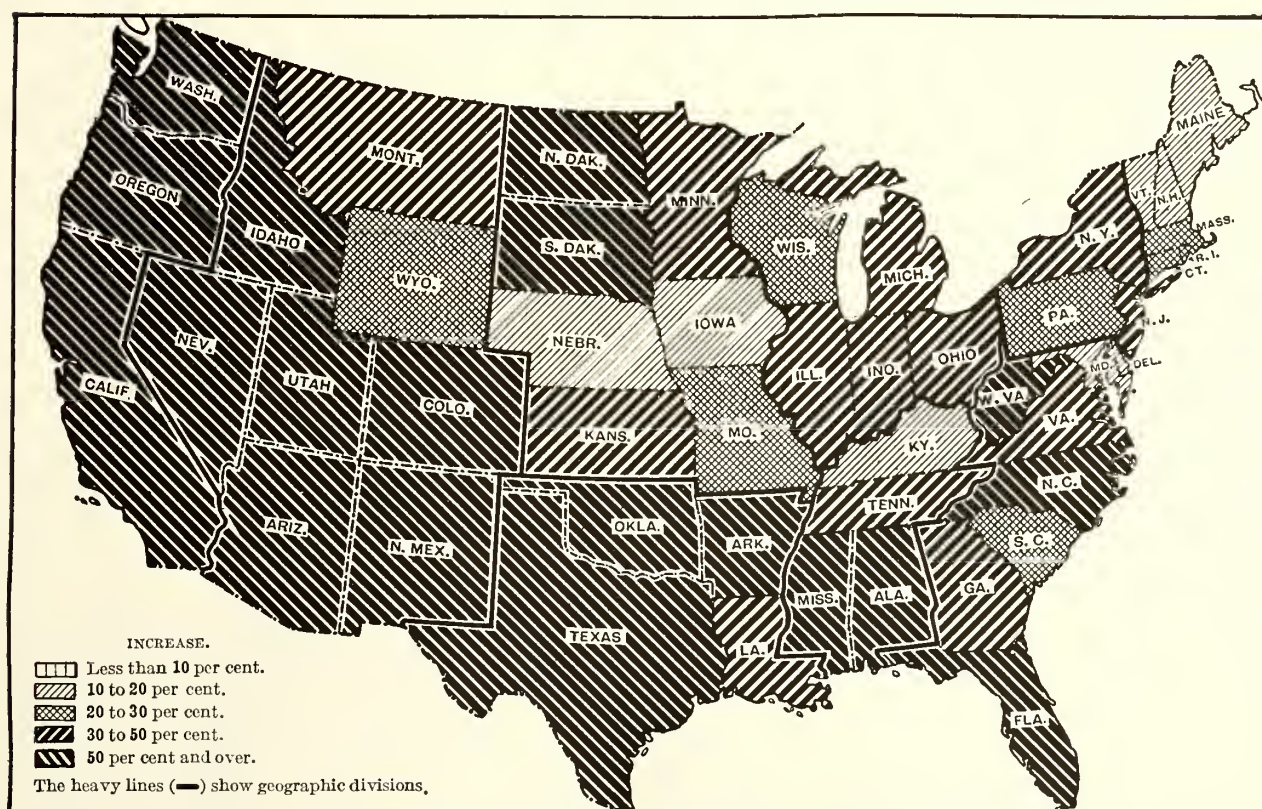 WASH.
MONT.
N. DAK.
MINN.
MAINE
OREGON
IDAHO
S. DAK.
WIS.
VT.
N.H.
N.Y.
MASS.
R. I.
CT.
WYO.
MICH.
NEBR.
IOWA
PA.
N.J.
NEV.
UTAH
COLO.
KANS.
MO.
ILL.
INO.
OHIO
MD.
DEL.
W. VA
VA.
CALIF.
KY.
ARIZ.
N. MEX.
OKLA.
ARK.
TENN.
N. C.
S. C.
TEXAS
LA.
MISS.
ALA.
GA.
FLA.
INCREASE.
Less than 10 per cent.
10 to 20 per cent.
20 to 30 per cent.
30 to 50 per cent.
50 per cent and over.
The heavy lines (━) show geographic divisions.